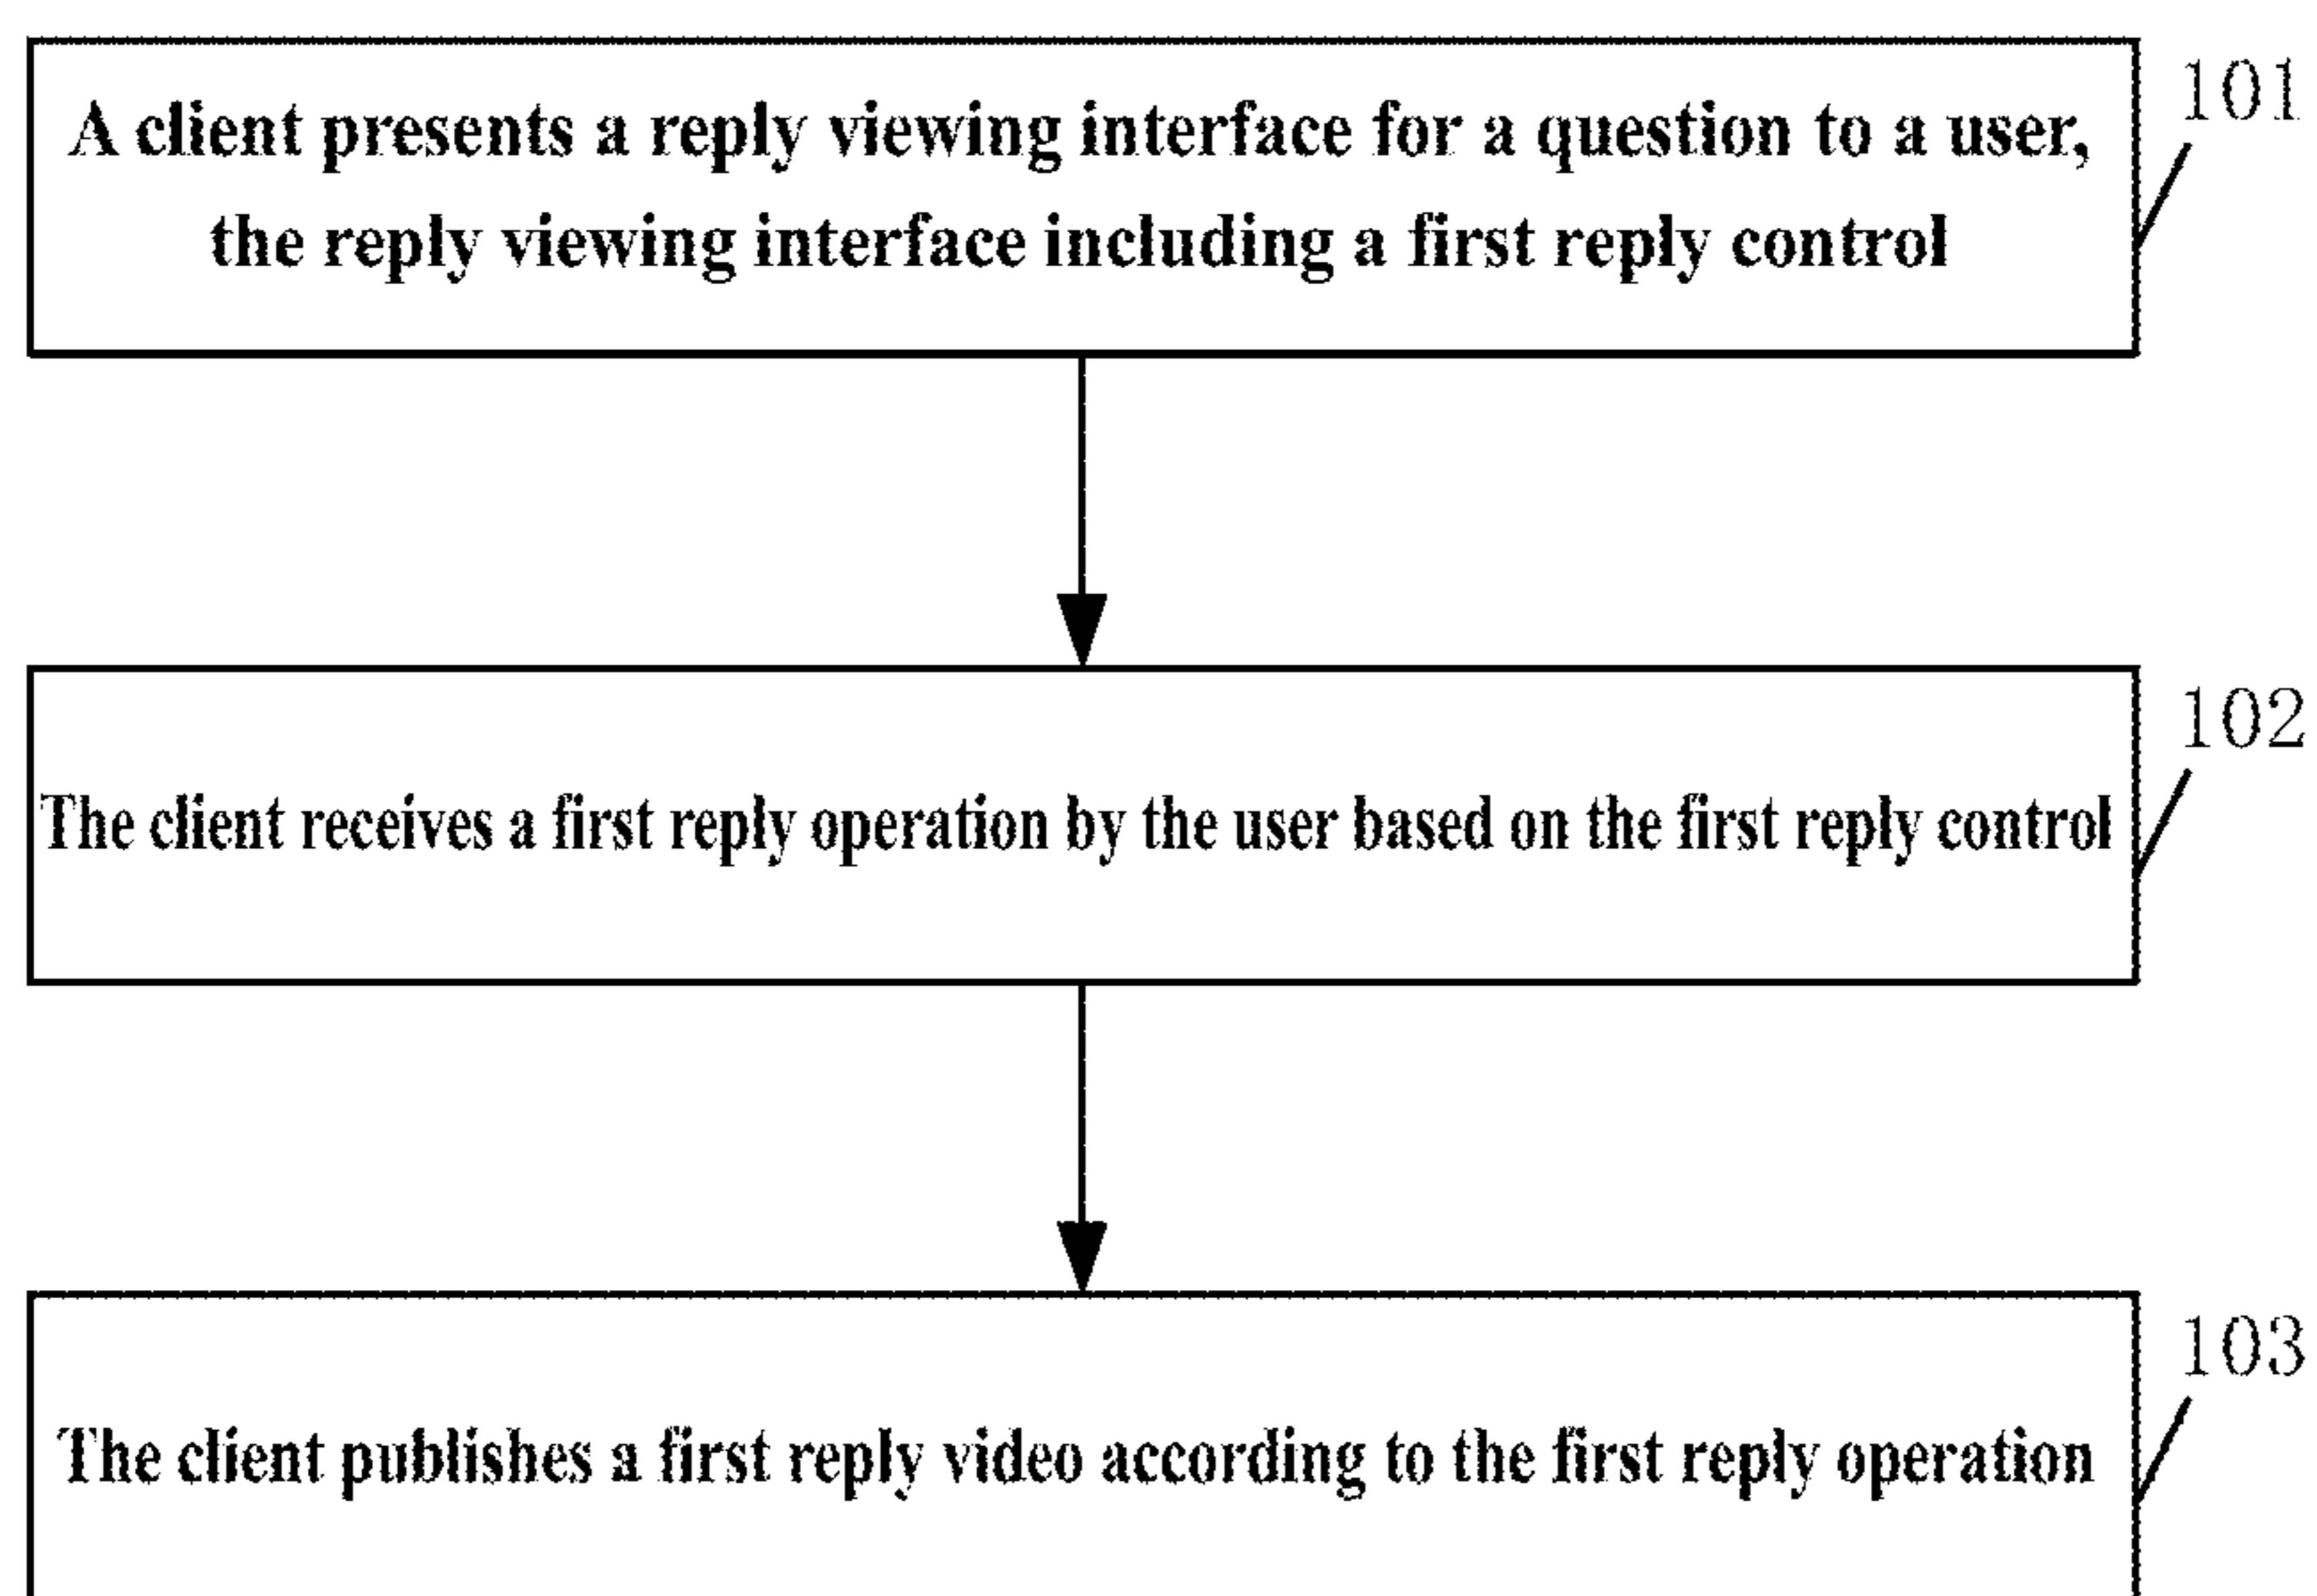 A client presents a reply viewing interface for a question to a user,
the reply viewing interface including a first reply control
101
The client receives a first reply operation by the user based on the first reply control
102
The client publishes a first reply video according to the first reply operation
103